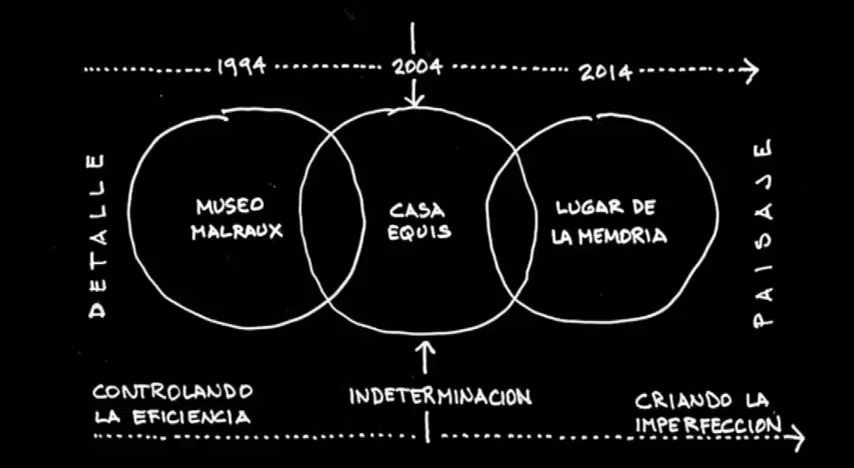 1994 2004 2014
DETALLE
MUSEO
MALRAUX
CASA
EQUIS
LUGAR DE
LA MEMORIA
PAISAJE
CONTROLANDO
LA EFICIENCIA
INDETERMINACION
CRIANDO LA
IMPERFECCION